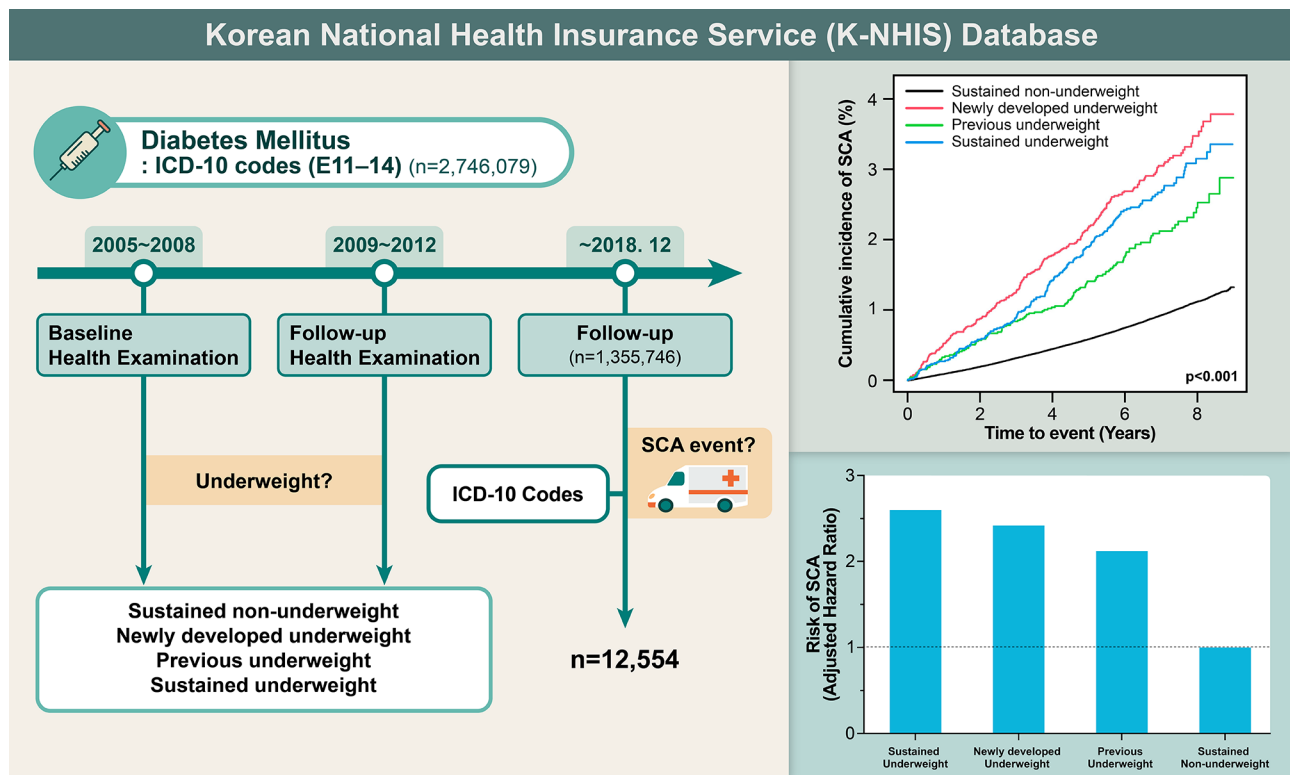 Korean National Health Insurance Service (K-NHIS) Database
Diabetes Mellitus
: ICD-10 codes (E11–14) (n=2,746,079)
2005~2008
2009~2012
~2018. 12
Baseline
Health Examination
Follow-up
Health Examination
Follow-up
(n=1,355,746)
Underweight?
SCA event?
ICD-10 Codes
Sustained non-underweight
Newly developed underweight
Previous underweight
Sustained underweight
n=12,554
Cumulative incidence of SCA (%)
4
3
2
1
0
Sustained non-underweight
Newly developed underweight
Previous underweight
Sustained underweight
p<0.001
0
2
4
6
8
Time to event (Years)
Risk of SCA
(Adjusted Hazard Ratio)
3
2
1
0
Sustained
Underweight
Newly developed
Underweight
Previous
Underweight
Sustained
Non-underweight